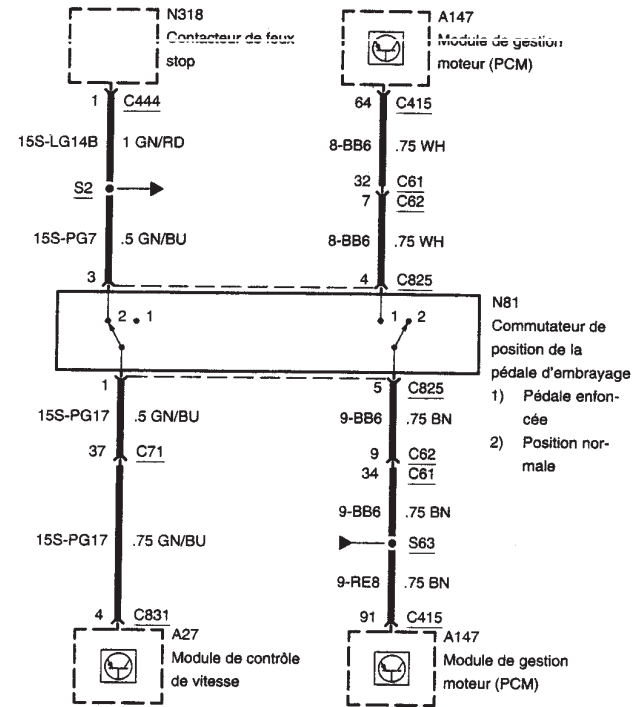 N318
Contacteur de feux
stop
A147
Module de gestion
moteur (PCM)
1 C444
64 C415
15S-LG14B 1 GN/RD
8-BB6 .75 WH
32 C61
S2
7 C62
15S-PG7 .5 GN/BU
8-BB6 .75 WH
3
4 C825
N81
2 1
1 2
Commutateur de
position de la
pédale d'embrayage
1) Pédale enfon-
cée
2) Position nor-
male
1
5 C825
15S-PG17 .5 GN/BU
9-BB6 .75 BN
37 C71
9 C62
34 C61
9-BB6 .75 BN
15S-PG17 .75 GN/BU
S63
9-RE8 .75 BN
4 C831
91 C415
A27
Module de contrôle
de vitesse
A147
Module de gestion
moteur (PCM)